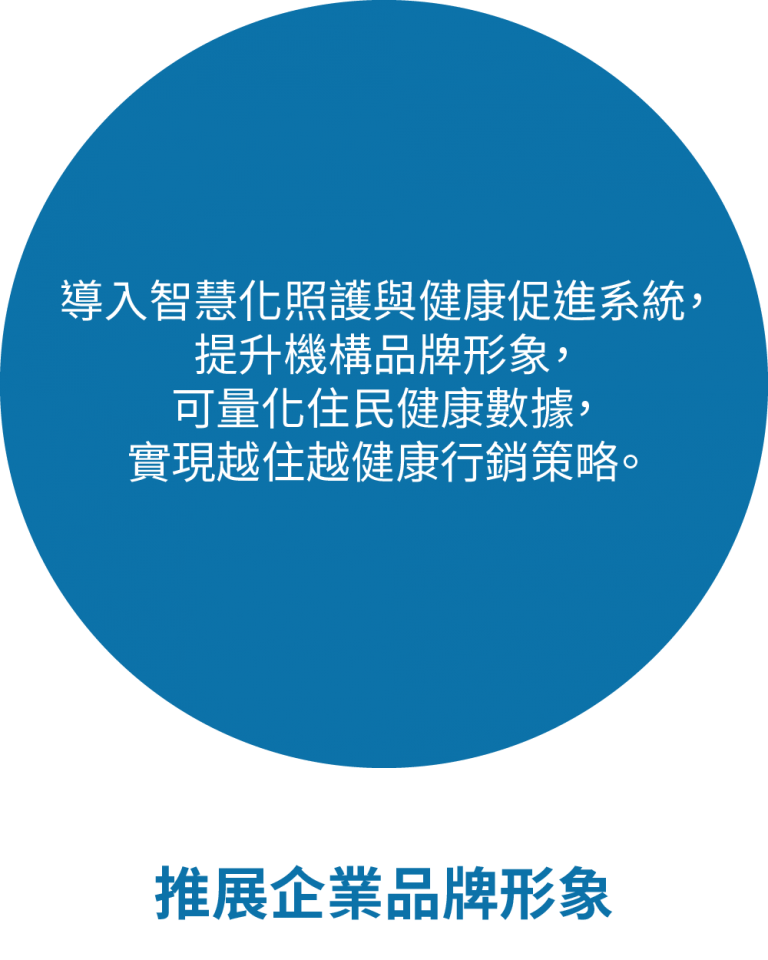 導入智慧化照護與健康促進系統，
提升機構品牌形象，
可量化住民健康數據，
實現越住越健康行銷策略。
推展企業品牌形象